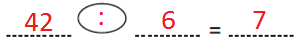 42 : 6 = 7